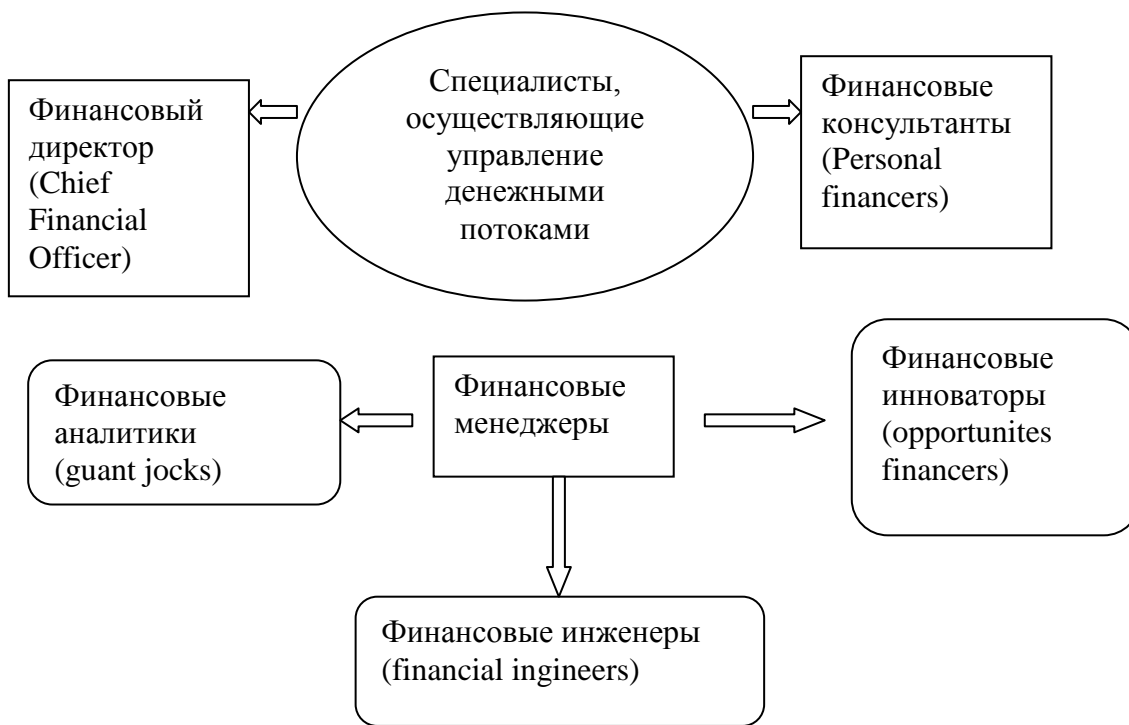 Финансовый
директор
(Chief
Financial
Officer)
Специалисты,
осуществляющие
управление
денежными
потоками
Финансовые
консультанты
(Personal
financers)
Финансовые
аналитики
(guant jocks)
Финансовые
менеджеры
Финансовые
инноваторы
(opportunites
financers)
Финансовые инженеры
(financial ingineers)